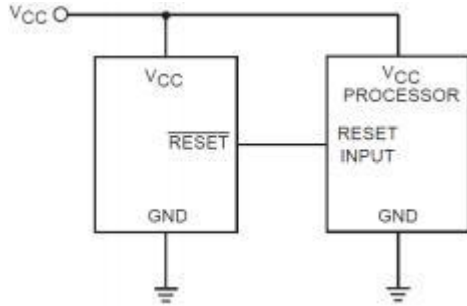 VCC
VCC
RESET
GND
VCC
PROCESSOR
RESET
INPUT
GND